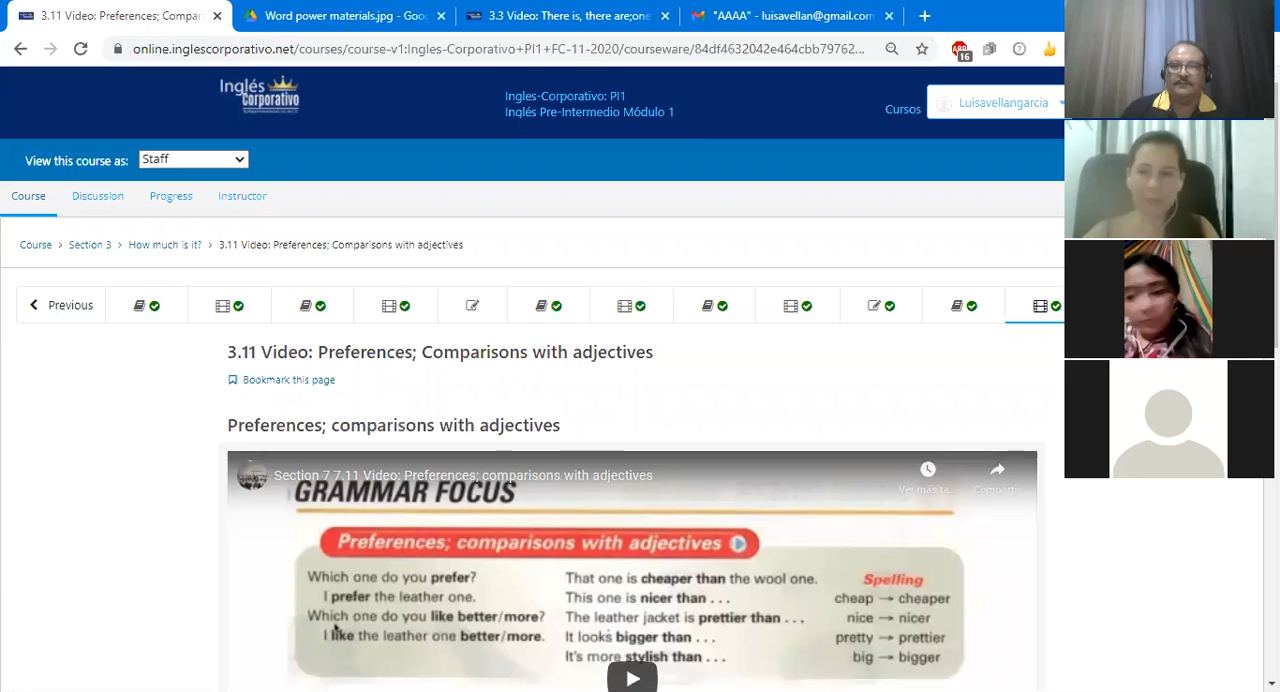 3.11 Video: Preferences; Compar
Word power materials.jpg - Goo
3.3 Video: There is, there are;one
"AAAA" - luisavellan@gmail.com
online.inglescorporativo.net/courses/course-v1:Ingles-Corporativo+PI1+FC-11-2020/courseware/84df4632042e464cbb79762...
16
Inglés
Corporativo
Ingles-Corporativo: PI1
Inglés Pre-Intermedio Módulo 1
Cursos
Luisavellangarcia
View this course as:
Staff
Course
Discussion
Progress
Instructor
Course > Section 3 > How much is it? > 3.11 Video: Preferences; Comparisons with adjectives
Previous
3.11 Video: Preferences; Comparisons with adjectives
Bookmark this page
Preferences; comparisons with adjectives
Section 7 7.11 Video: Preferences; comparisons with adjectives
Ver más ta...
Compartir
GRAMMAR FOCUS
Preferences; comparisons with adjectives
Which one do you prefer?
I prefer the leather one.
Which one do you like better/more?
I like the leather one better/more.
That one is cheaper than the wool one.
This one is nicer than . . .
The leather jacket is prettier than . . .
It looks bigger than . . .
It's more stylish than . . .
Spelling
cheap → cheaper
nice → nicer
pretty → prettier
big → bigger